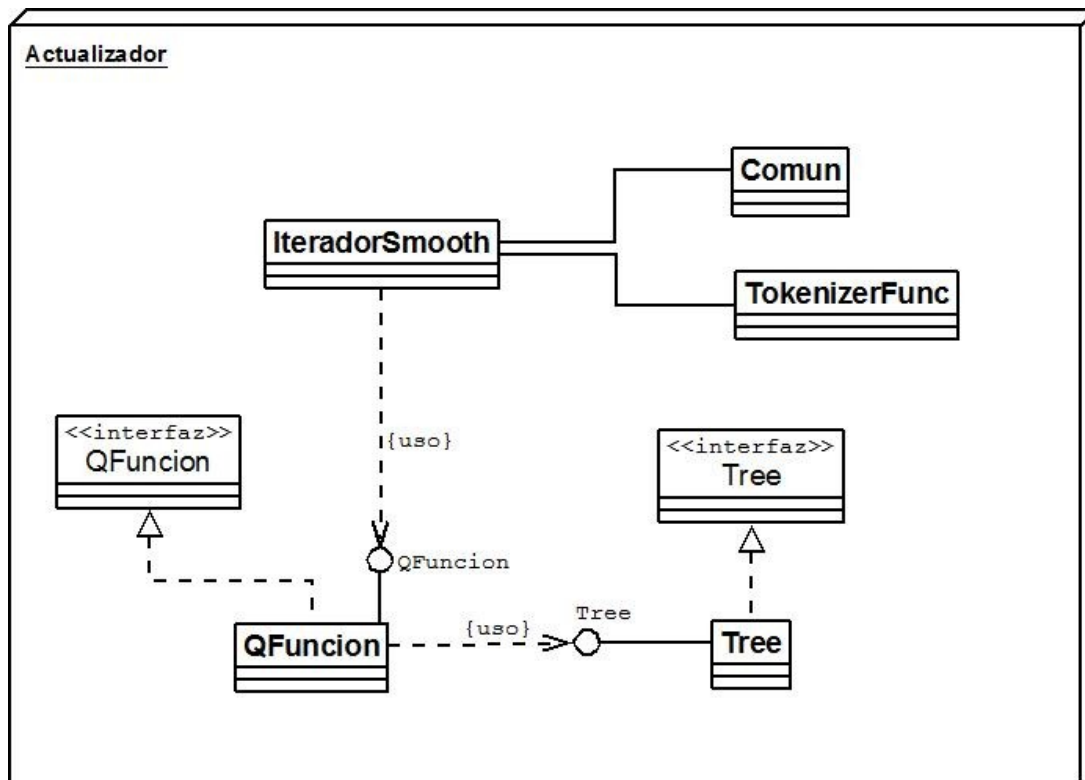 Actualizador
Comun
IteradorSmooth
TokenizerFunc
<<interfaz>>
QFuncion
{uso}
<<interfaz>>
Tree
QFuncion
Tree
{uso}
QFuncion
Tree